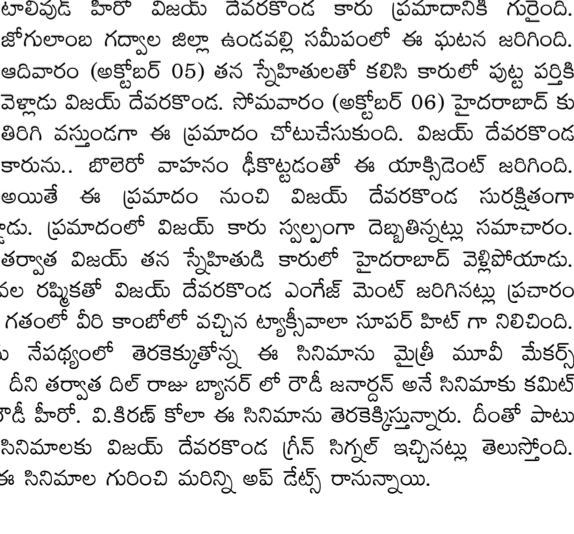 టాలీవుడ్ హీరో విజయ్ దేవరకొండ కారు ప్రమాదానికి గురైంది.
జోగులాంబ గద్వాల జిల్లా ఉండవల్లి సమీపంలో ఈ ఘటన జరిగింది.
ఆదివారం (అక్టోబర్ 05) తన స్నేహితులతో కలిసి కారులో పుట్ట పర్తికి
వెళ్లాడు విజయ్ దేవరకొండ. సోమవారం (అక్టోబర్ 06) హైదరాబాద్ కు
తిరిగి వస్తుండగా ఈ ప్రమాదం చోటుచేసుకుంది. విజయ్ దేవరకొండ
కారును.. బొలెరో వాహనం ఢీకొట్టడంతో ఈ యాక్సిడెంట్ జరిగింది.
అయితే ఈ ప్రమాదం నుంచి విజయ్ దేవరకొండ సురక్షితంగా
ప్రమాదంలో విజయ్ కారు స్వల్పంగా దెబ్బతిన్నట్లు సమాచారం.
తర్వాత విజయ్ తన స్నేహితుడి కారులో హైదరాబాద్ వెళ్లిపోయాడు.
వల రష్మికతో విజయ్ దేవరకొండ ఎంగేజ్ మెంట్ జరిగినట్లు ప్రచారం
గతంలో వీరి కాంబోలో వచ్చిన ట్యాక్సీవాలా సూపర్ హిట్ గా నిలిచింది.
నేపథ్యంలో తెరకెక్కుతోన్న ఈ సినిమాను మైత్రీ మూవీ మేకర్స్
దీని తర్వాత దిల్ రాజు బ్యానర్ లో రౌడీ జనార్దన్ అనే సినిమాకు కమిట్
రౌడీ హీరో. వి.కిరణ్ కోలా ఈ సినిమాను తెరకెక్కిస్తున్నారు. దీంతో పాటు
సినిమాలకు విజయ్ దేవరకొండ గ్రీన్ సిగ్నల్ ఇచ్చినట్లు తెలుస్తోంది.
ఈ సినిమాల గురించి మరిన్ని అప్ డేట్స్ రానున్నాయి.